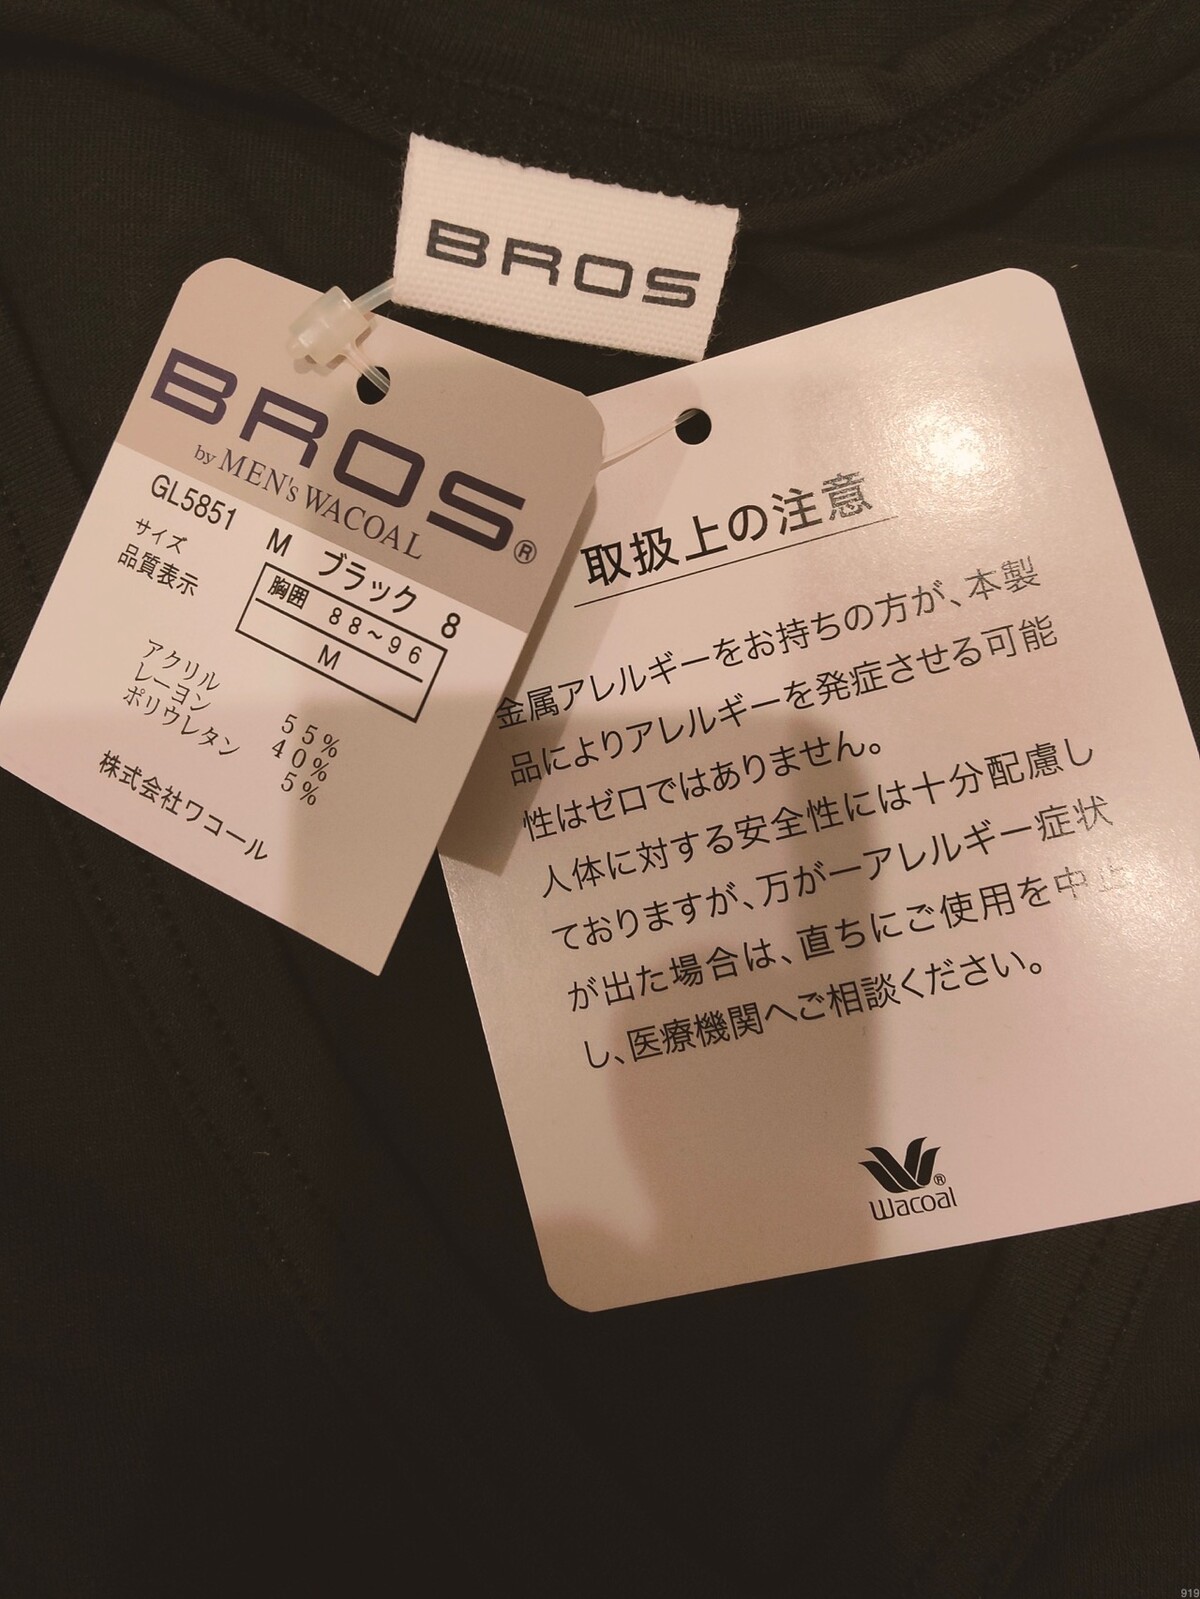 BROS
BROS®
by MEN's WACOAL
GL5851 M ブラック 8
サイズ
品質表示
胸囲 88~96
M
アクリル 55%
レーヨン 40%
ポリウレタン 5%
株式会社ワコール
取扱上の注意
金属アレルギーをお持ちの方が、本製
品によりアレルギーを発症させる可能
性はゼロではありません。
人体に対する安全性には十分配慮し
ておりますが、万が一アレルギー症状
が出た場合は、直ちにご使用を中止
し、医療機関へご相談ください。
Wacoal®
919